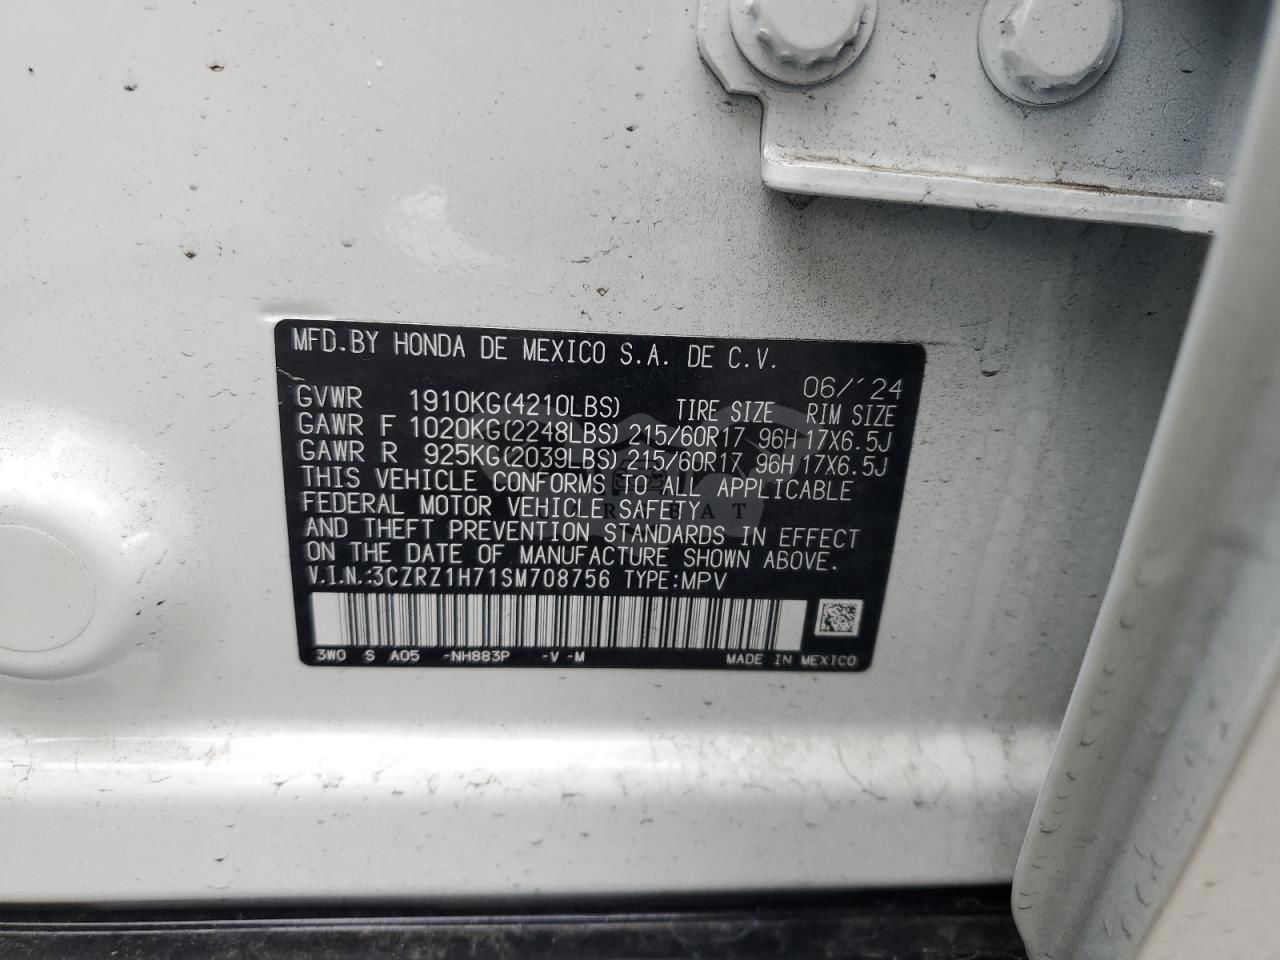 MFD.BY HONDA DE MEXICO S.A. DE C.V.
06/'24
GVWR 1910KG(4210LBS) TIRE SIZE RIM SIZE
GAWR F 1020KG(2248LBS) 215/60R17 96H 17X6.5J
GAWR R 925KG(2039LBS) 215/60R17 96H 17X6.5J
THIS VEHICLE CONFORMS TO ALL APPLICABLE
FEDERAL MOTOR VEHICLE SAFETY
AND THEFT PREVENTION STANDARDS IN EFFECT
ON THE DATE OF MANUFACTURE SHOWN ABOVE.
V.I.N.:3CZRZ1H71SM708756 TYPE:MPV
3W0 S A05 -NH883P -V -M MADE IN MEXICO